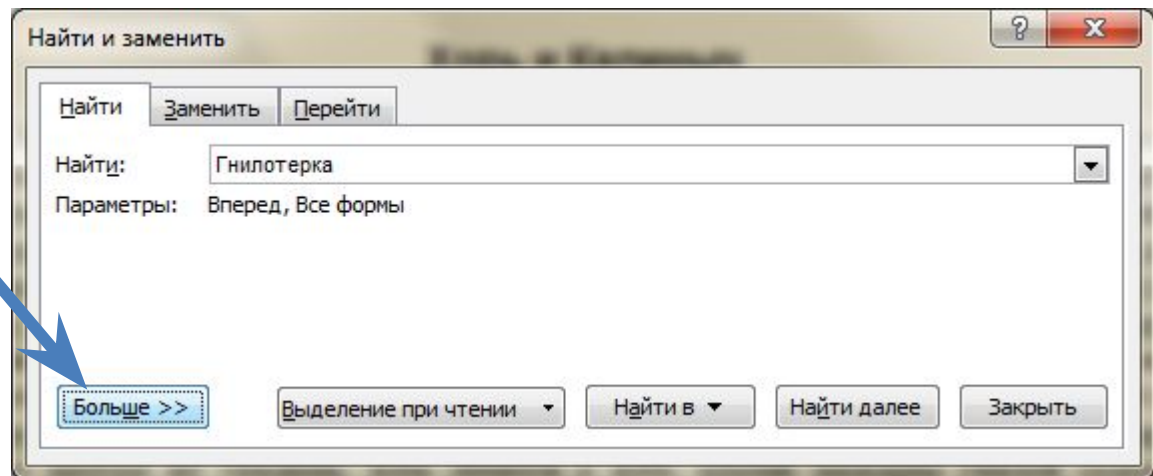 Найти и заменить
Найти Заменить Перейти
Найти: Гнилотерка
Параметры: Вперед, Все формы
Больше >> Выделение при чтении Найти в Найти далее Закрыть